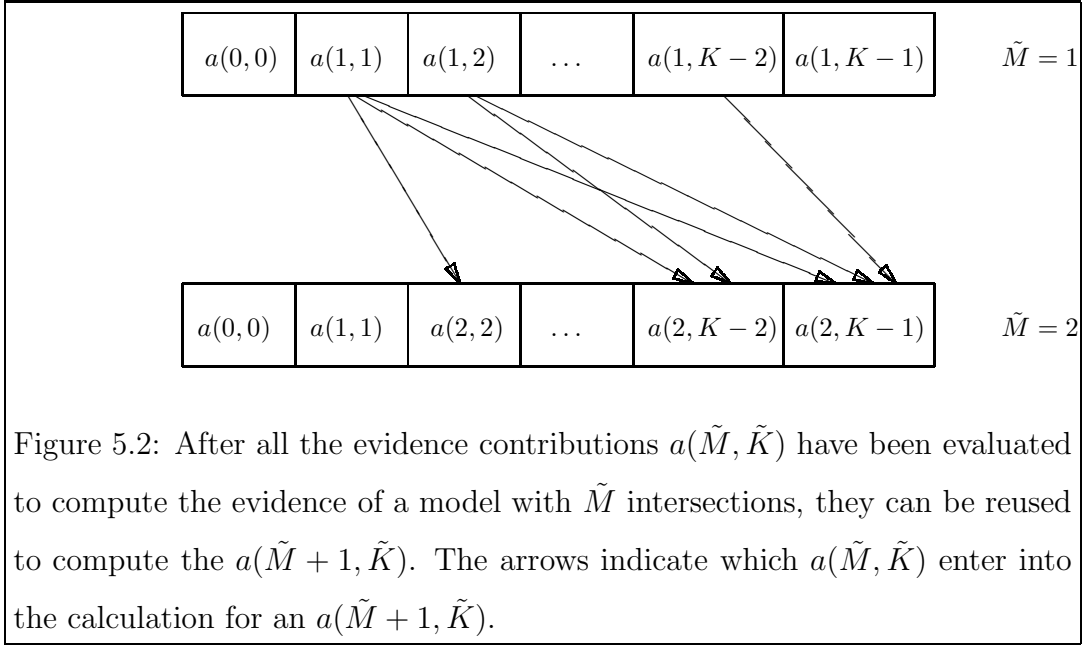 a(0, 0) a(1, 1) a(1, 2) . . . a(1, K − 2) a(1, K − 1) M̃ = 1
a(0, 0) a(1, 1) a(2, 2) . . . a(2, K − 2) a(2, K − 1) M̃ = 2
Figure 5.2: After all the evidence contributions a(M̃, K̃) have been evaluated
to compute the evidence of a model with M̃ intersections, they can be reused
to compute the a(M̃ + 1, K̃). The arrows indicate which a(M̃, K̃) enter into
the calculation for an a(M̃ + 1, K̃).